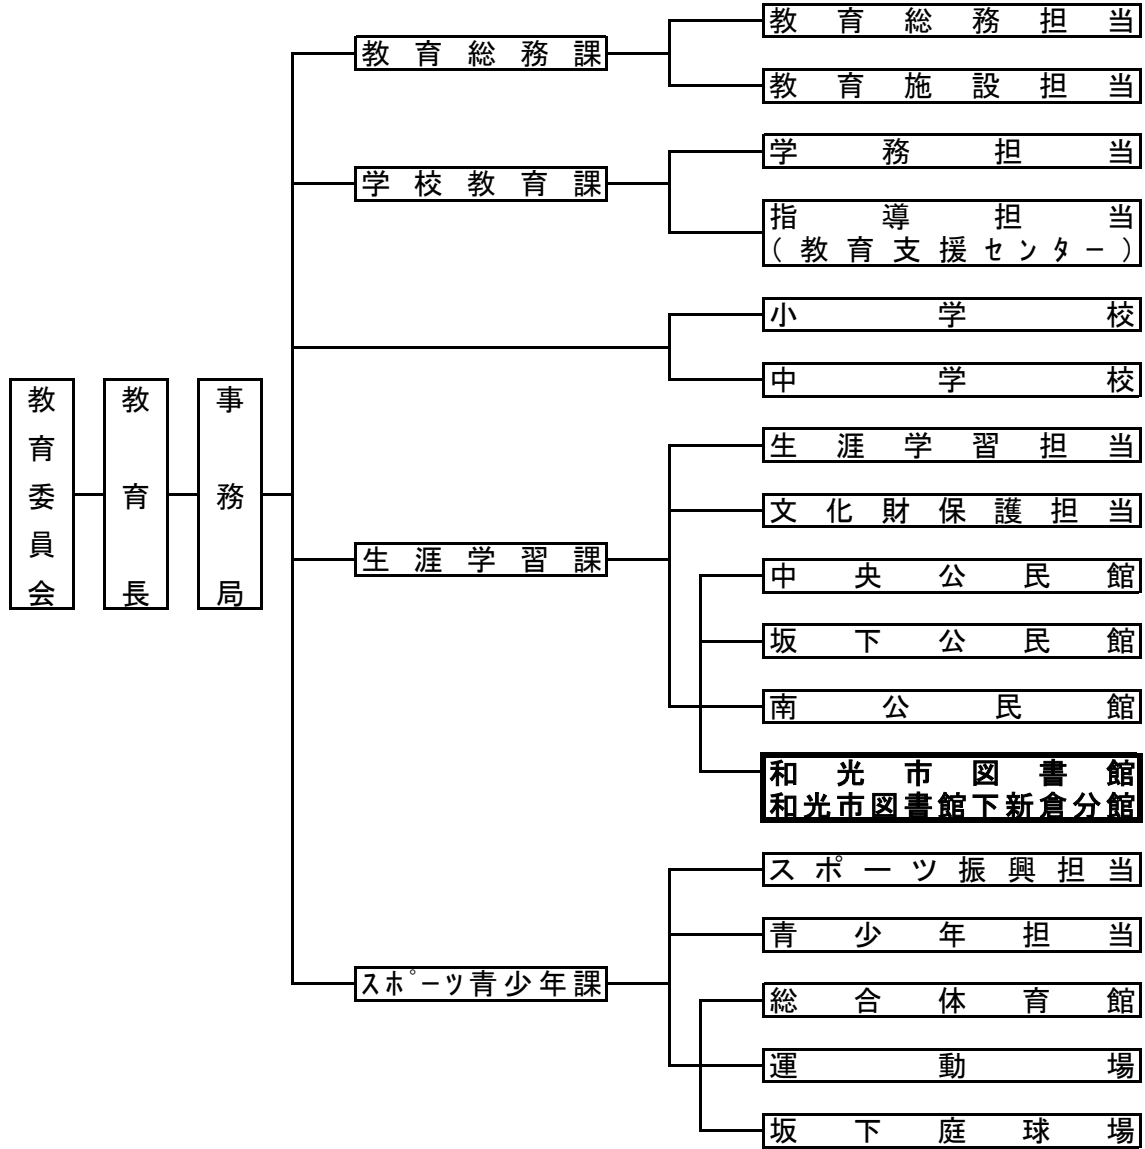 教育委員会
教育長
事務局
教育総務課
教育総務担当
教育施設担当
学校教育課
学務担当
指導担当
(教育支援ｾﾝﾀｰ)
小学校
中学校
生涯学習課
生涯学習担当
文化財保護担当
中央公民館
坂下公民館
南公民館
和光市図書館
和光市図書館下新倉分館
ｽﾎﾟｰﾂ青少年課
スポーツ振興担当
青少年担当
総合体育館
運動場
坂下庭球場